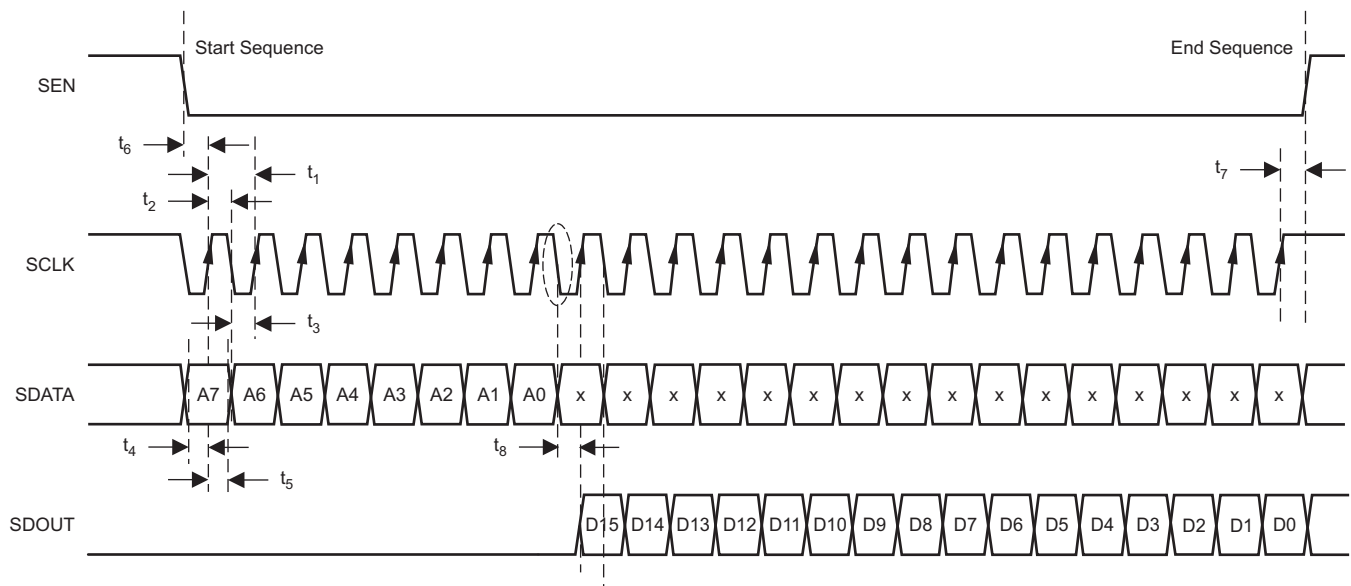 Start Sequence
End Sequence
SEN
t6
t1
t7
t2
SCLK
t3
SDATA
A7 A6 A5 A4 A3 A2 A1 A0 x x x x x x x x x x x x x x x x
t4
t8
t5
SDOUT
D15 D14 D13 D12 D11 D10 D9 D8 D7 D6 D5 D4 D3 D2 D1 D0